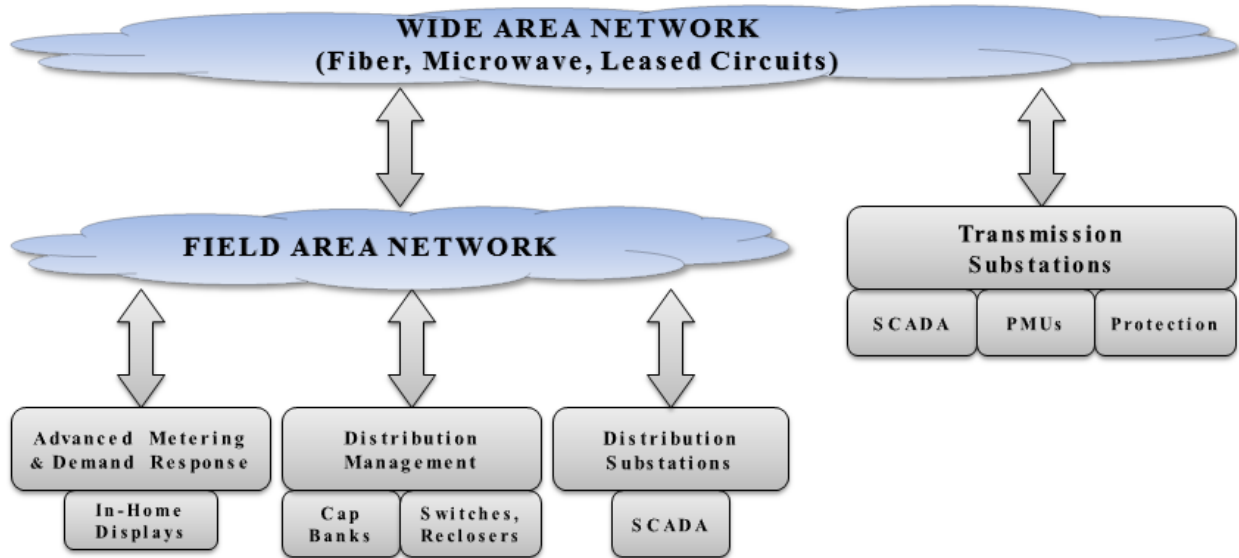 WIDE AREA NETWORK
(Fiber, Microwave, Leased Circuits)
FIELD AREA NETWORK
Transmission
Substations
SCADA
PMUs
Protection
Advanced Metering
& Demand Response
In-Home
Displays
Distribution
Management
Cap
Banks
Switches,
Reclosers
Distribution
Substations
SCADA